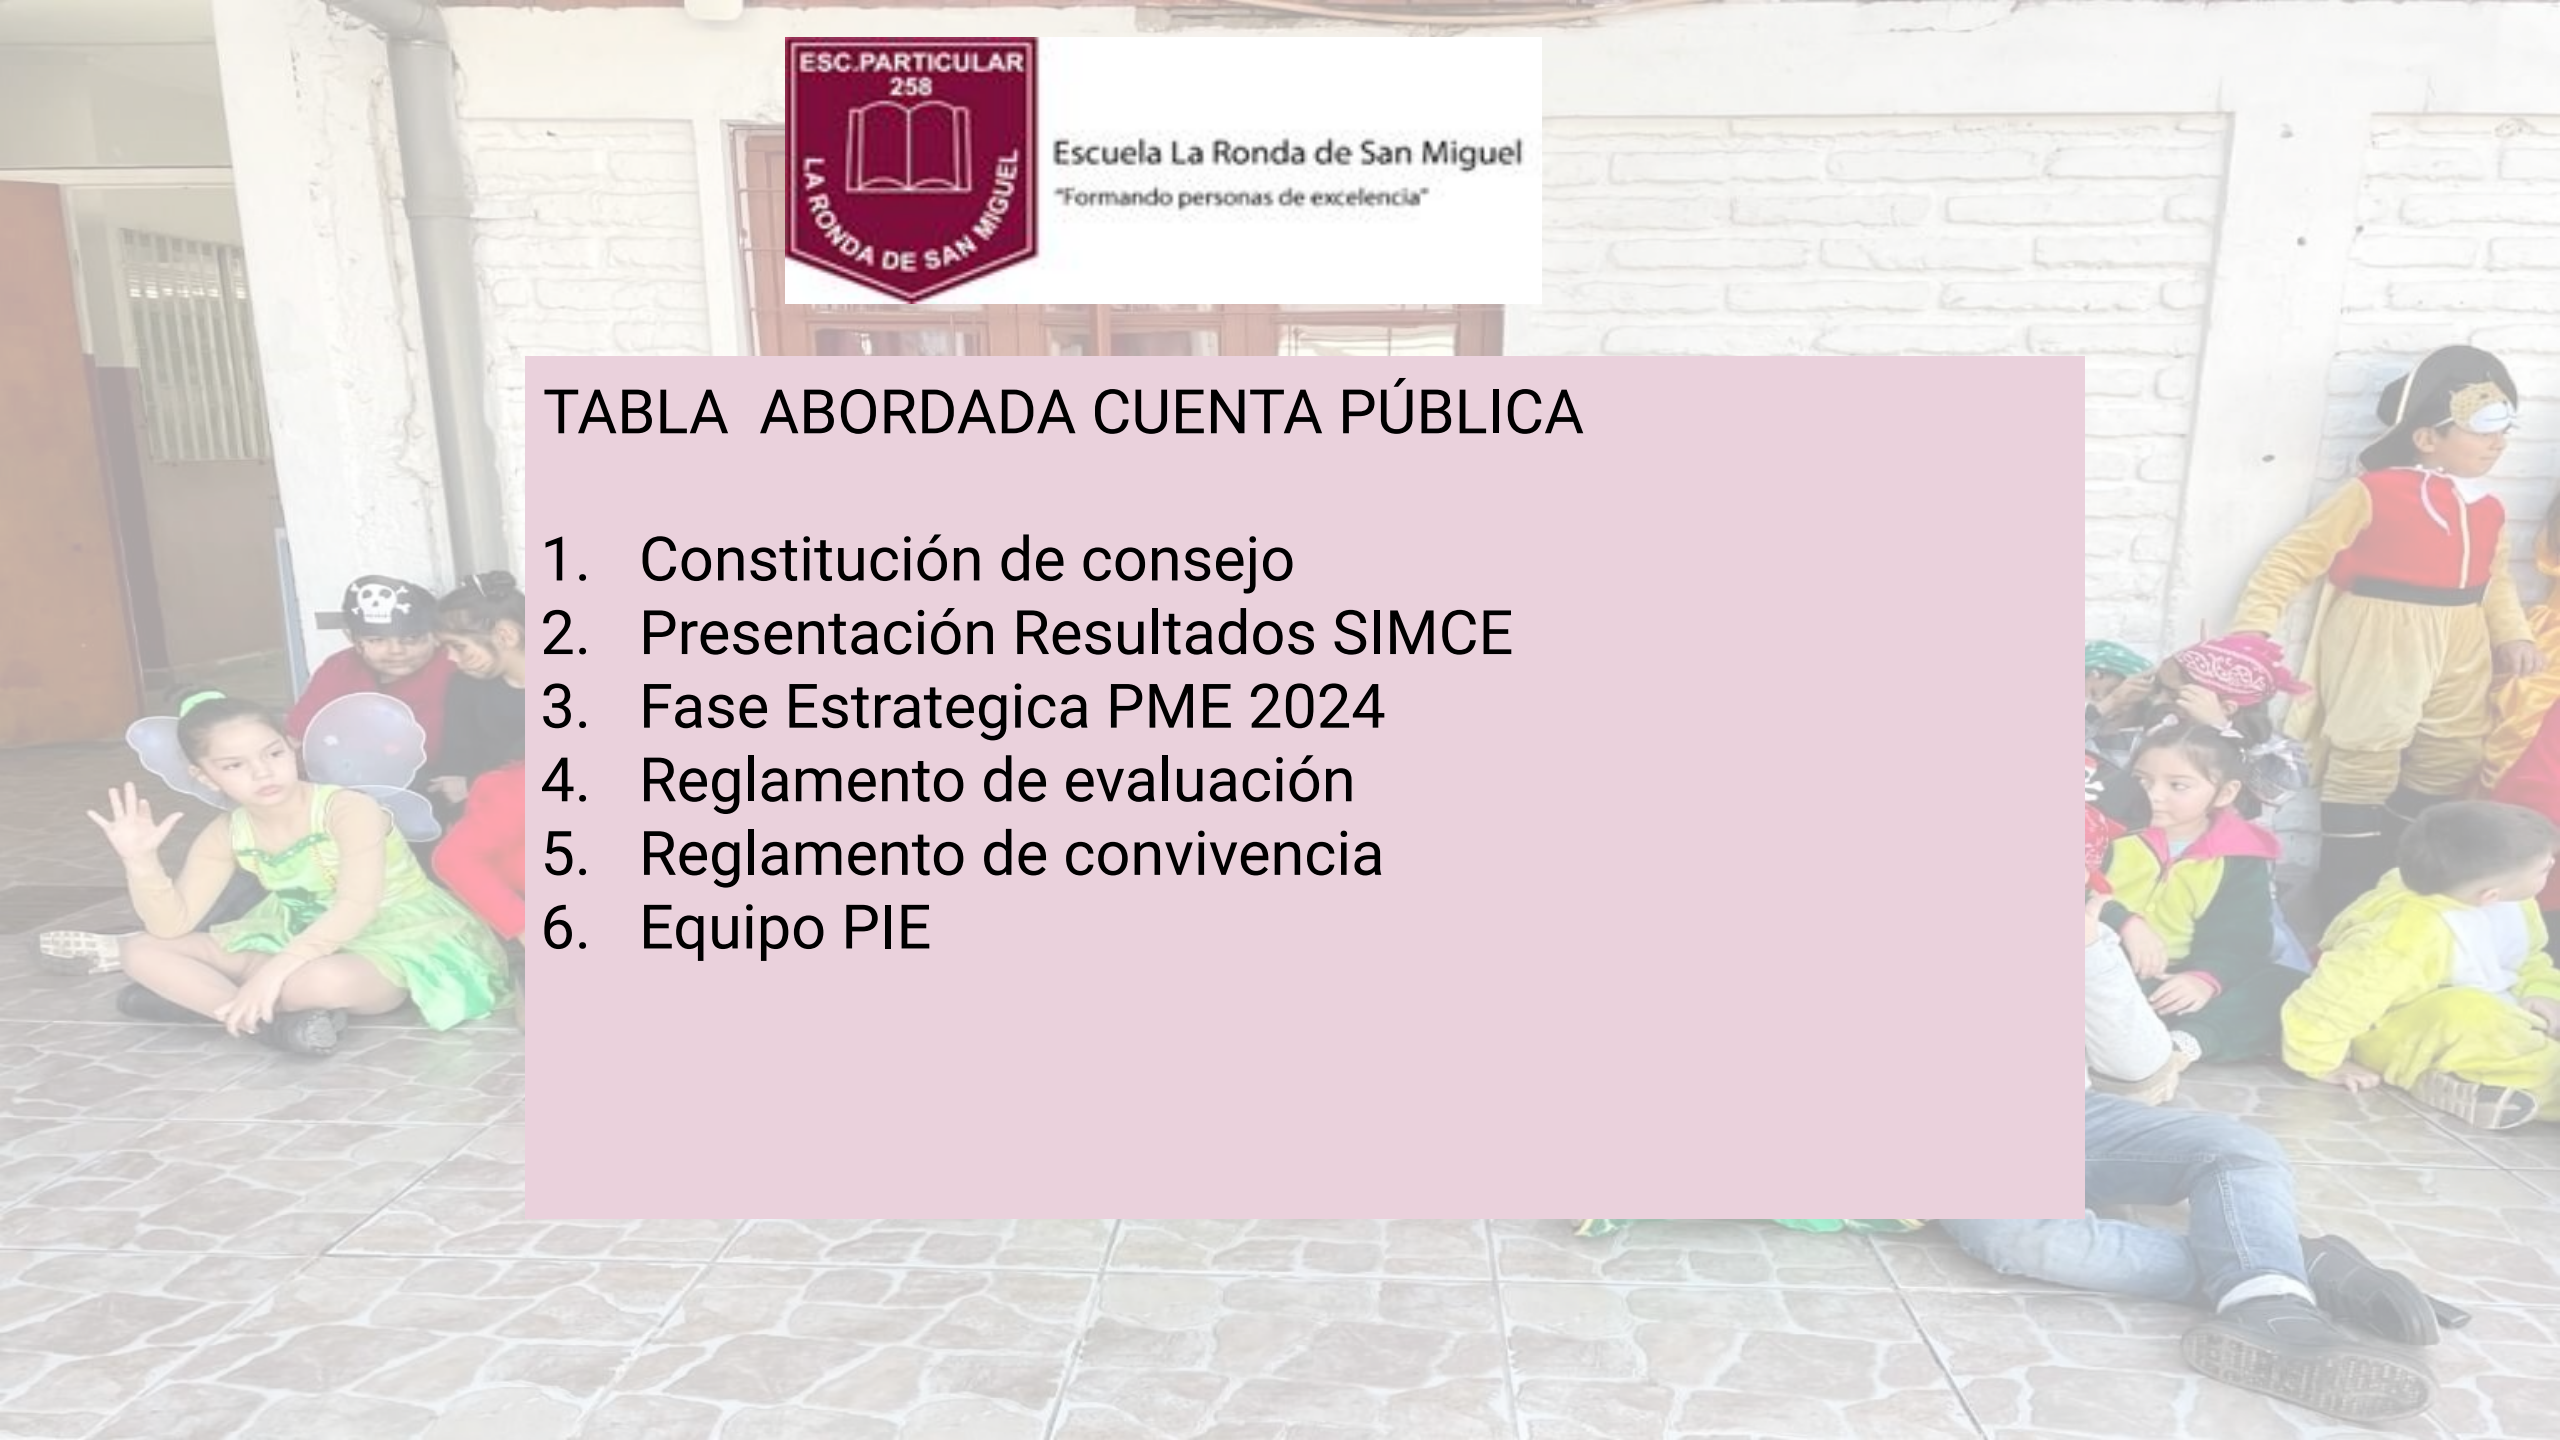 ESC.PARTICULAR
258
LA RONDA DE SAN MIGUEL
Escuela La Ronda de San Miguel
"Formando personas de excelencia"
TABLA  ABORDADA CUENTA PÚBLICA
1. Constitución de consejo
2. Presentación Resultados SIMCE
3. Fase Estrategica PME 2024
4. Reglamento de evaluación
5. Reglamento de convivencia
6. Equipo PIE